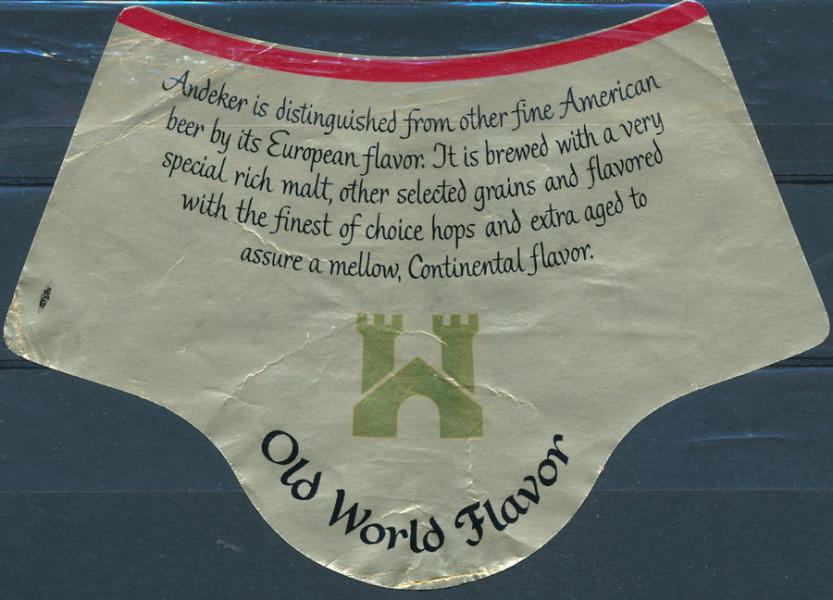 Andeker is distinguished from other fine American
beer by its European flavor. It is brewed with a very
special rich malt, other selected grains and flavored
with the finest of choice hops and extra aged to
assure a mellow, Continental flavor.
Old World Flavor